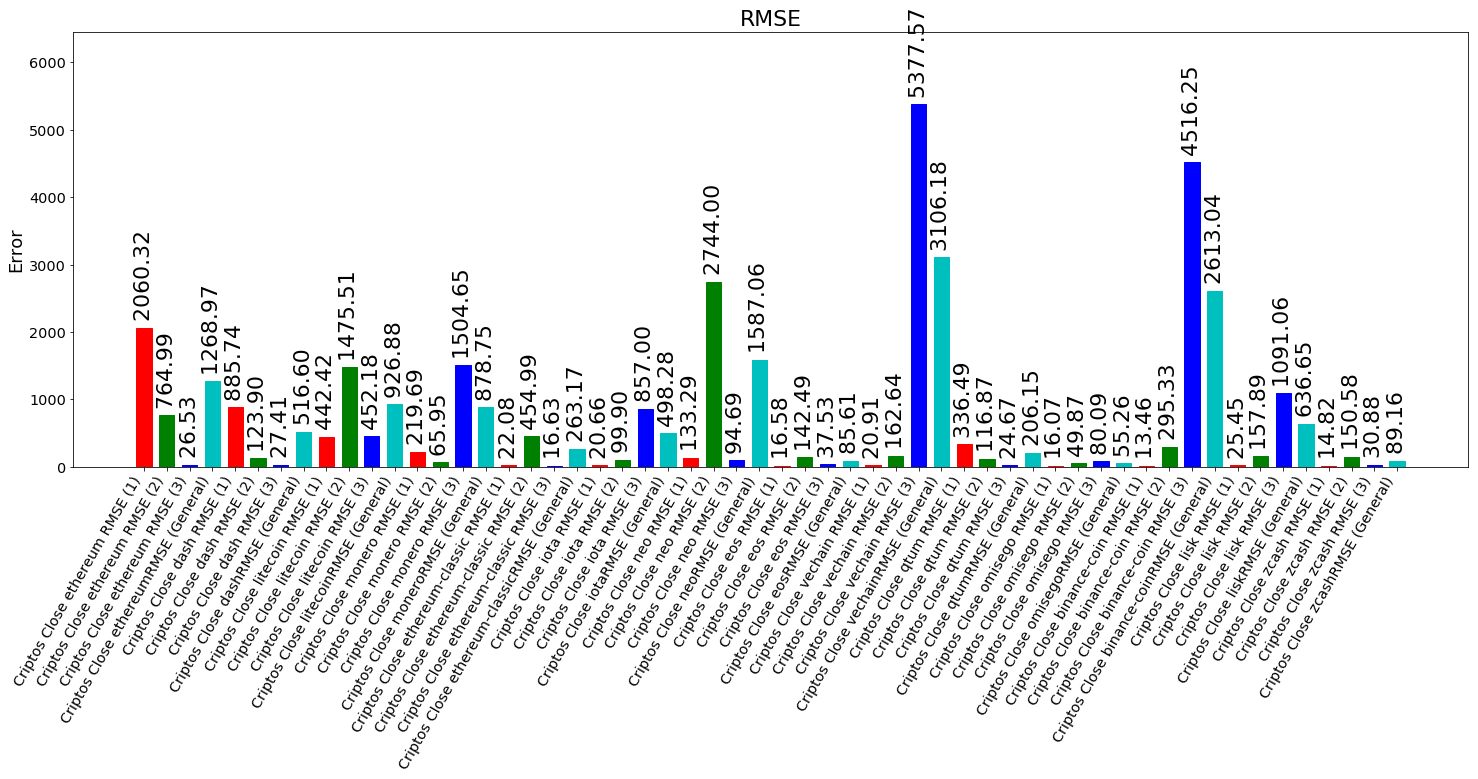 RMSE
Error
6000
5000
4000
3000
2000
1000
0
2060.32
764.99
26.53
1268.97
885.74
123.90
27.41
516.60
442.42
1475.51
452.18
926.88
219.69
65.95
1504.65
878.75
22.08
454.99
16.63
263.17
20.66
99.90
857.00
498.28
133.29
2744.00
94.69
1587.06
16.58
142.49
37.53
85.61
20.91
162.64
5377.57
3106.18
336.49
116.87
24.67
206.15
16.07
49.87
80.09
55.26
13.46
295.33
4516.25
2613.04
25.45
157.89
1091.06
636.65
14.82
150.58
30.88
89.16
Criptos Close ethereum RMSE (1)
Criptos Close ethereum RMSE (2)
Criptos Close ethereum RMSE (3)
Criptos Close ethereumRMSE (General)
Criptos Close dash RMSE (1)
Criptos Close dash RMSE (2)
Criptos Close dash RMSE (3)
Criptos Close dashRMSE (General)
Criptos Close litecoin RMSE (1)
Criptos Close litecoin RMSE (2)
Criptos Close litecoin RMSE (3)
Criptos Close litecoinRMSE (General)
Criptos Close monero RMSE (1)
Criptos Close monero RMSE (2)
Criptos Close monero RMSE (3)
Criptos Close moneroRMSE (General)
Criptos Close ethereum-classic RMSE (1)
Criptos Close ethereum-classic RMSE (2)
Criptos Close ethereum-classic RMSE (3)
Criptos Close ethereum-classicRMSE (General)
Criptos Close iota RMSE (1)
Criptos Close iota RMSE (2)
Criptos Close iota RMSE (3)
Criptos Close iotaRMSE (General)
Criptos Close neo RMSE (1)
Criptos Close neo RMSE (2)
Criptos Close neo RMSE (3)
Criptos Close neoRMSE (General)
Criptos Close eos RMSE (1)
Criptos Close eos RMSE (2)
Criptos Close eos RMSE (3)
Criptos Close eosRMSE (General)
Criptos Close vechain RMSE (1)
Criptos Close vechain RMSE (2)
Criptos Close vechain RMSE (3)
Criptos Close vechainRMSE (General)
Criptos Close qtum RMSE (1)
Criptos Close qtum RMSE (2)
Criptos Close qtum RMSE (3)
Criptos Close qtumRMSE (General)
Criptos Close omisego RMSE (1)
Criptos Close omisego RMSE (2)
Criptos Close omisego RMSE (3)
Criptos Close omisegoRMSE (General)
Criptos Close binance-coin RMSE (1)
Criptos Close binance-coin RMSE (2)
Criptos Close binance-coin RMSE (3)
Criptos Close binance-coinRMSE (General)
Criptos Close lisk RMSE (1)
Criptos Close lisk RMSE (2)
Criptos Close lisk RMSE (3)
Criptos Close liskRMSE (General)
Criptos Close zcash RMSE (1)
Criptos Close zcash RMSE (2)
Criptos Close zcash RMSE (3)
Criptos Close zcashRMSE (General)